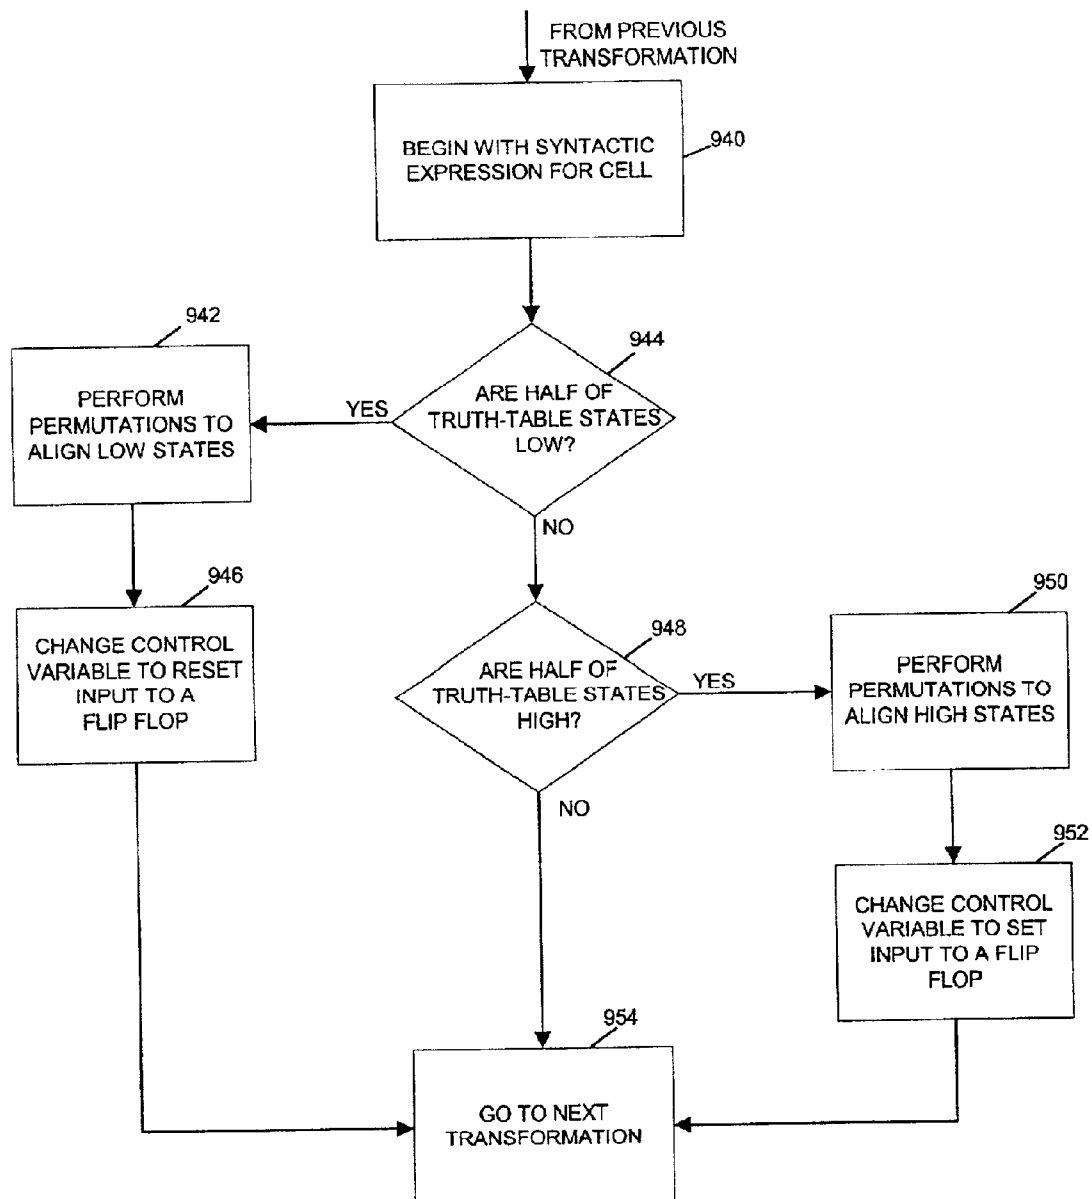 FROM PREVIOUS
TRANSFORMATION
BEGIN WITH SYNTACTIC
EXPRESSION FOR CELL
940
942
944
PERFORM
PERMUTATIONS TO
ALIGN LOW STATES
YES
ARE HALF OF
TRUTH-TABLE STATES
LOW?
NO
946
CHANGE CONTROL
VARIABLE TO RESET
INPUT TO A
FLIP FLOP
948
ARE HALF OF
TRUTH-TABLE STATES
HIGH?
YES
NO
950
PERFORM
PERMUTATIONS TO
ALIGN HIGH STATES
952
CHANGE CONTROL
VARIABLE TO SET
INPUT TO A FLIP
FLOP
954
GO TO NEXT
TRANSFORMATION